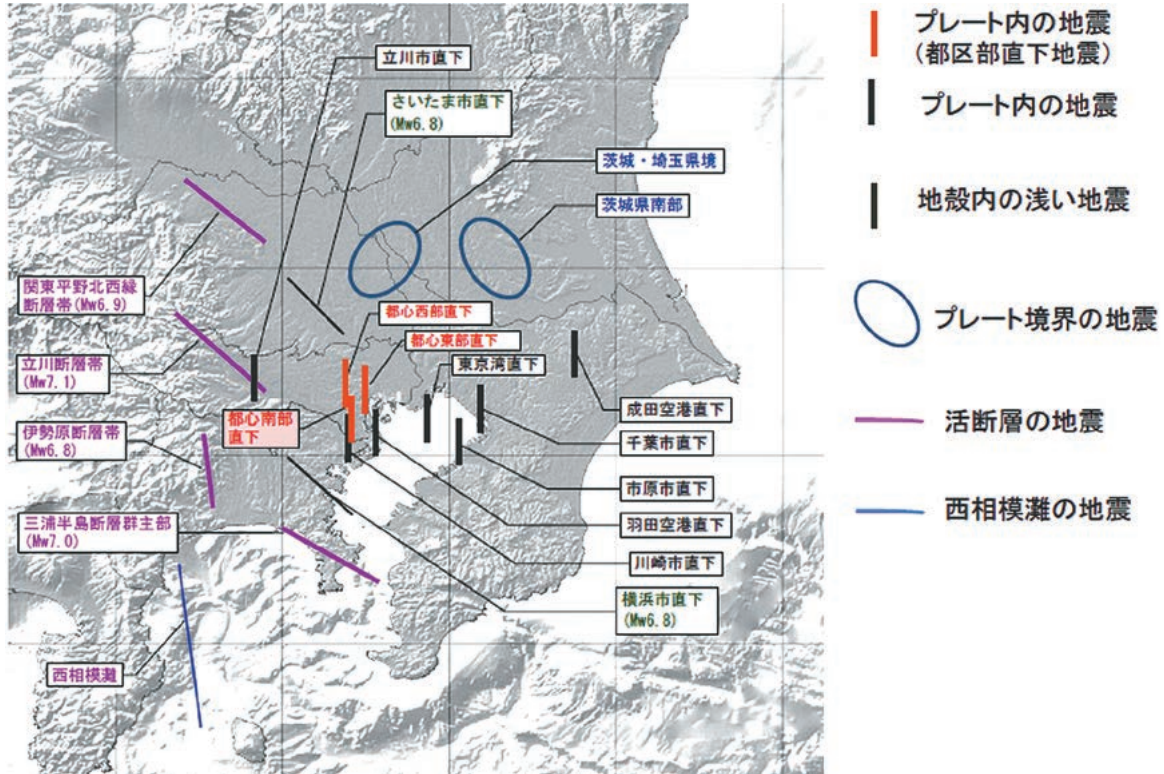 立川市直下
さいたま市直下
(Mw6.8)
茨城・埼玉県境
茨城県南部
関東平野北西縁
断層帯(Mw6.9)
都心西部直下
都心東部直下
東京湾直下
立川断層帯
(Mw7.1)
都心南部
直下
成田空港直下
伊勢原断層帯
(Mw6.8)
千葉市直下
市原市直下
三浦半島断層群主部
(Mw7.0)
羽田空港直下
川崎市直下
横浜市直下
(Mw6.8)
西相模灘
プレート内の地震
(都区部直下地震)
プレート内の地震
地殻内の浅い地震
プレート境界の地震
活断層の地震
西相模灘の地震